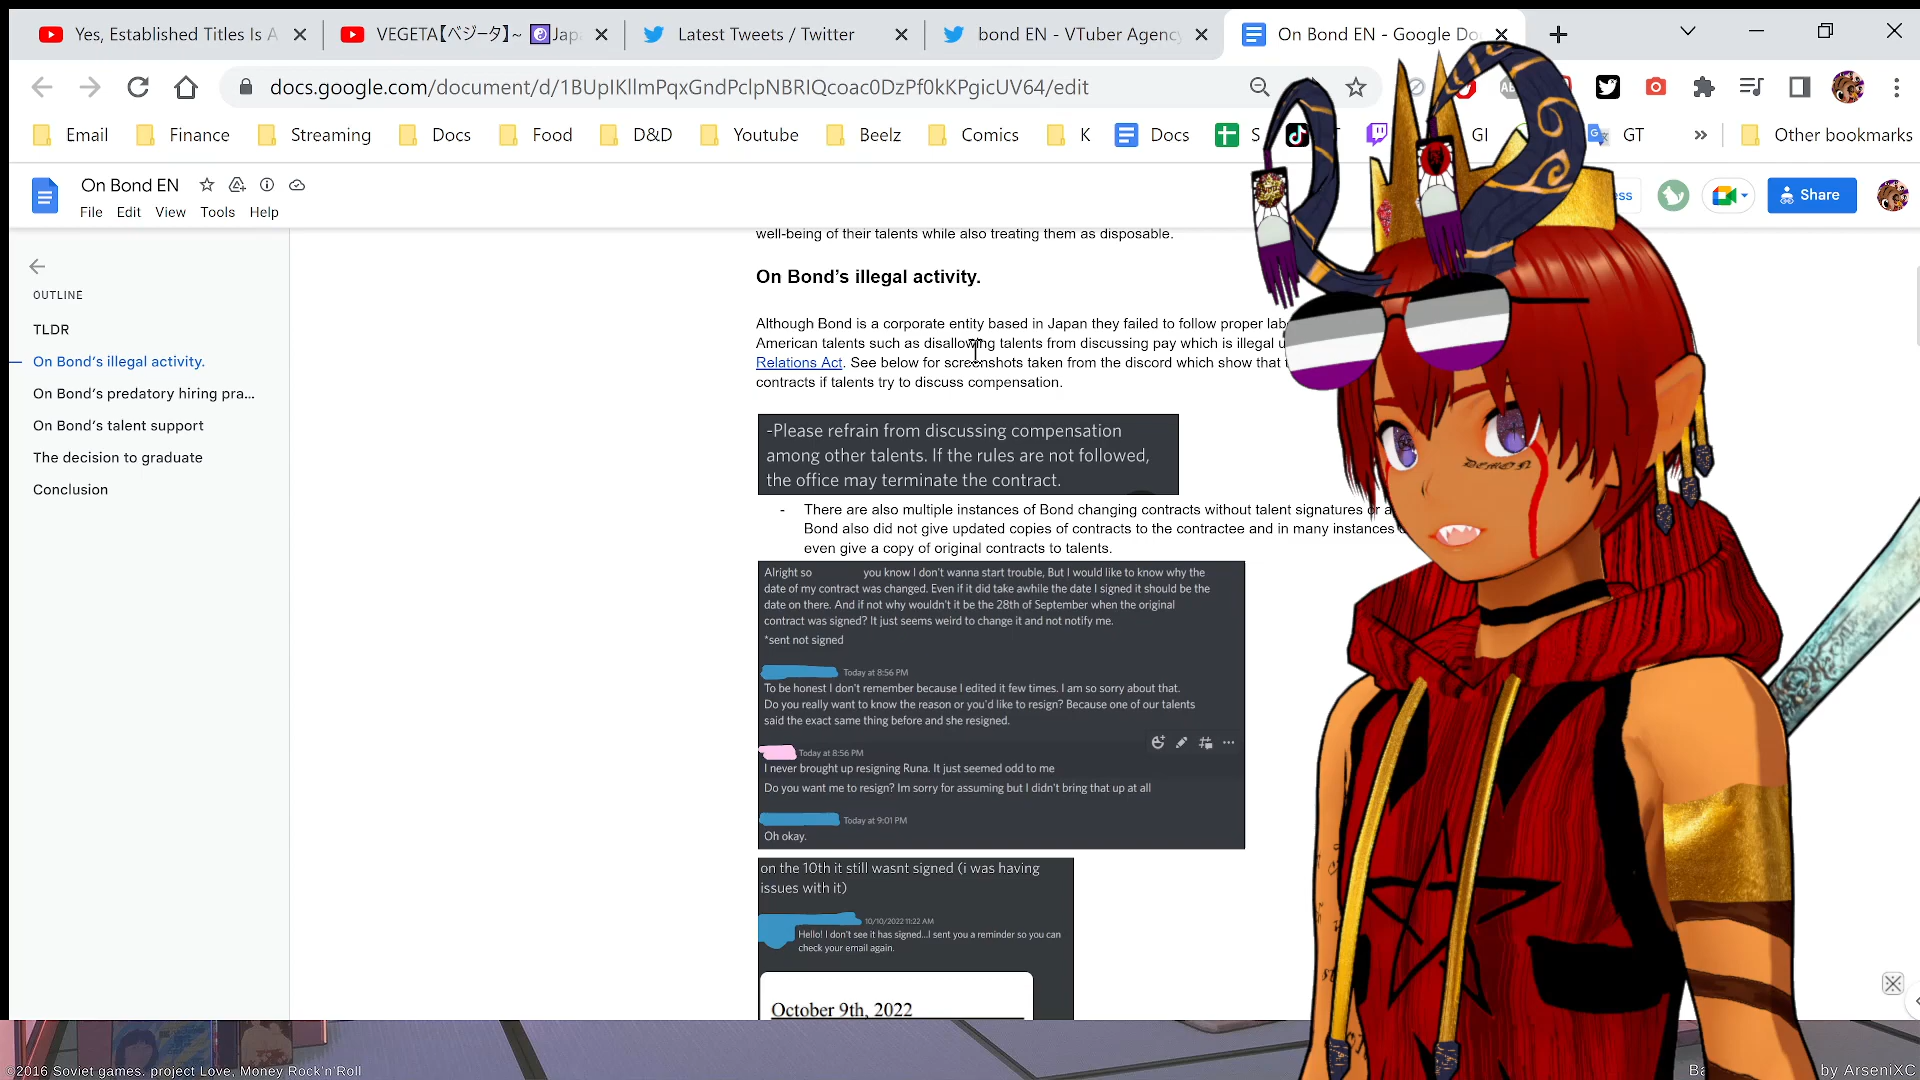 Yes, Established Titles Is A
VEGETA【ベジータ】~ Jap
Latest Tweets / Twitter
bond EN - VTuber Agency
On Bond EN - Google Do
docs.google.com/document/d/1BUpIKllmPqxGndPclpNBRIQcoac0DzPf0kKPgicUV64/edit
Email
Finance
Streaming
Docs
Food
D&D
Youtube
Beelz
Comics
K
Docs
S
GI
GT
Other bookmarks
On Bond EN
File Edit View Tools Help
Share
OUTLINE
TLDR
On Bond's illegal activity.
On Bond's predatory hiring pra...
On Bond's talent support
The decision to graduate
Conclusion
well-being of their talents while also treating them as disposable.
On Bond's illegal activity.
Although Bond is a corporate entity based in Japan they failed to follow proper
American talents such as disallowing talents from discussing pay which is illegal
Relations Act. See below for screenshots taken from the discord which show that
contracts if talents try to discuss compensation.
-Please refrain from discussing compensation
among other talents. If the rules are not followed,
the office may terminate the contract.
- There are also multiple instances of Bond changing contracts without talent signatures or
Bond also did not give updated copies of contracts to the contractee and in many instances
even give a copy of original contracts to talents.
Alright so you know I don't wanna start trouble, But I would like to know why the
date of my contract was changed. Even if it did take awhile the date I signed it should be the
date on there. And if not why wouldn't it be the 28th of September when the original
contract was signed? It just seems weird to change it and not notify me.
*sent not signed
Today at 8:56 PM
To be honest I don't remember because I edited it few times. I am so sorry about that.
Do you really want to know the reason or you'd like to resign? Because one of our talents
said the exact same thing before and she resigned.
Today at 8:56 PM
I never brought up resigning Runa. It just seemed odd to me
Do you want me to resign? Im sorry for assuming but I didn't bring that up at all
Today at 9:01 PM
Oh okay.
on the 10th it still wasnt signed (i was having
issues with it)
10/10/2022 11:22 AM
Hello! I don't see it has signed...I sent you a reminder so you can
check your email again.
October 9th, 2022
DEMON
©2016 Soviet games. project Love, Money Rock'n'Roll
by ArseniXC